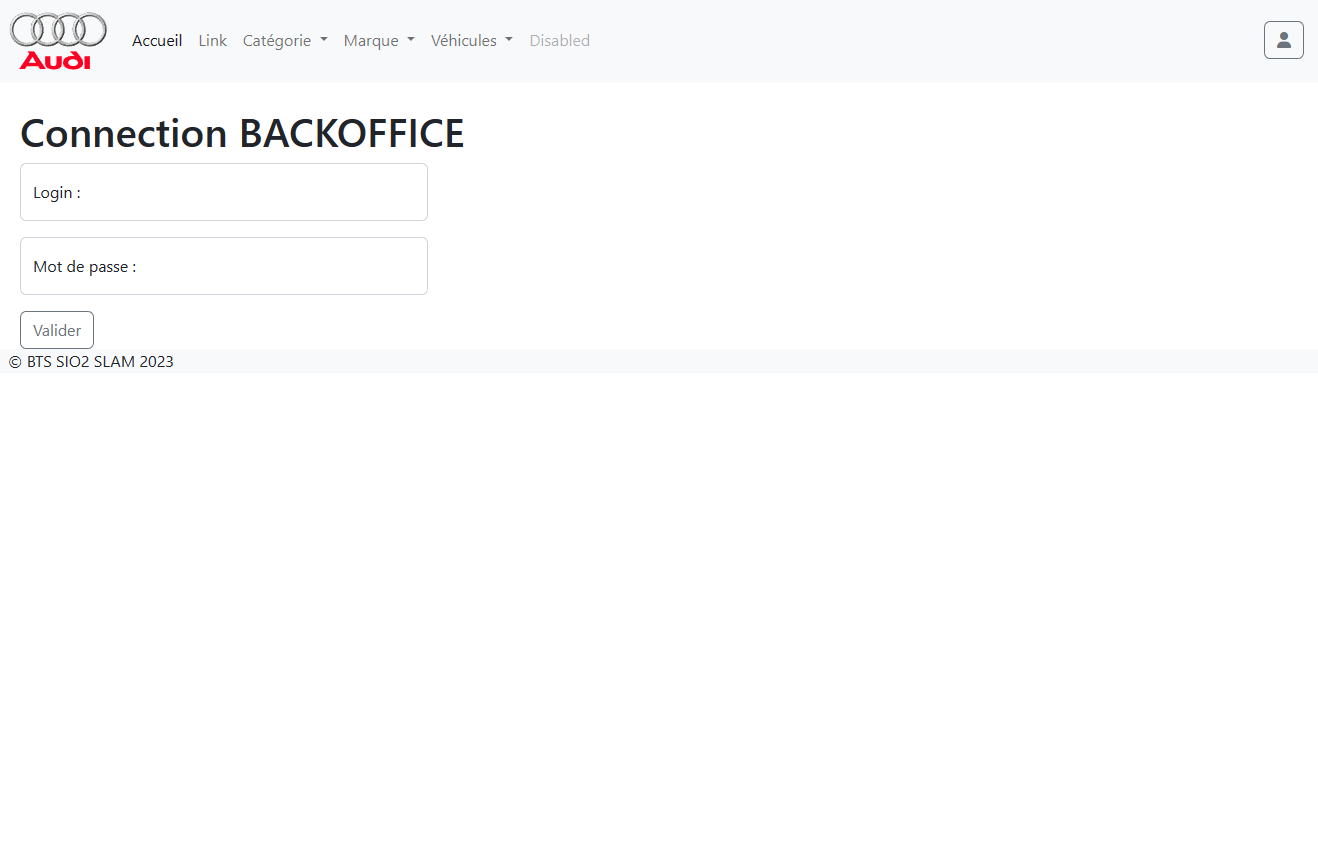 Audi
Accueil Link Catégorie Marque Véhicules Disabled
Connection BACKOFFICE
Login :
Mot de passe :
Valider
© BTS SIO2 SLAM 2023